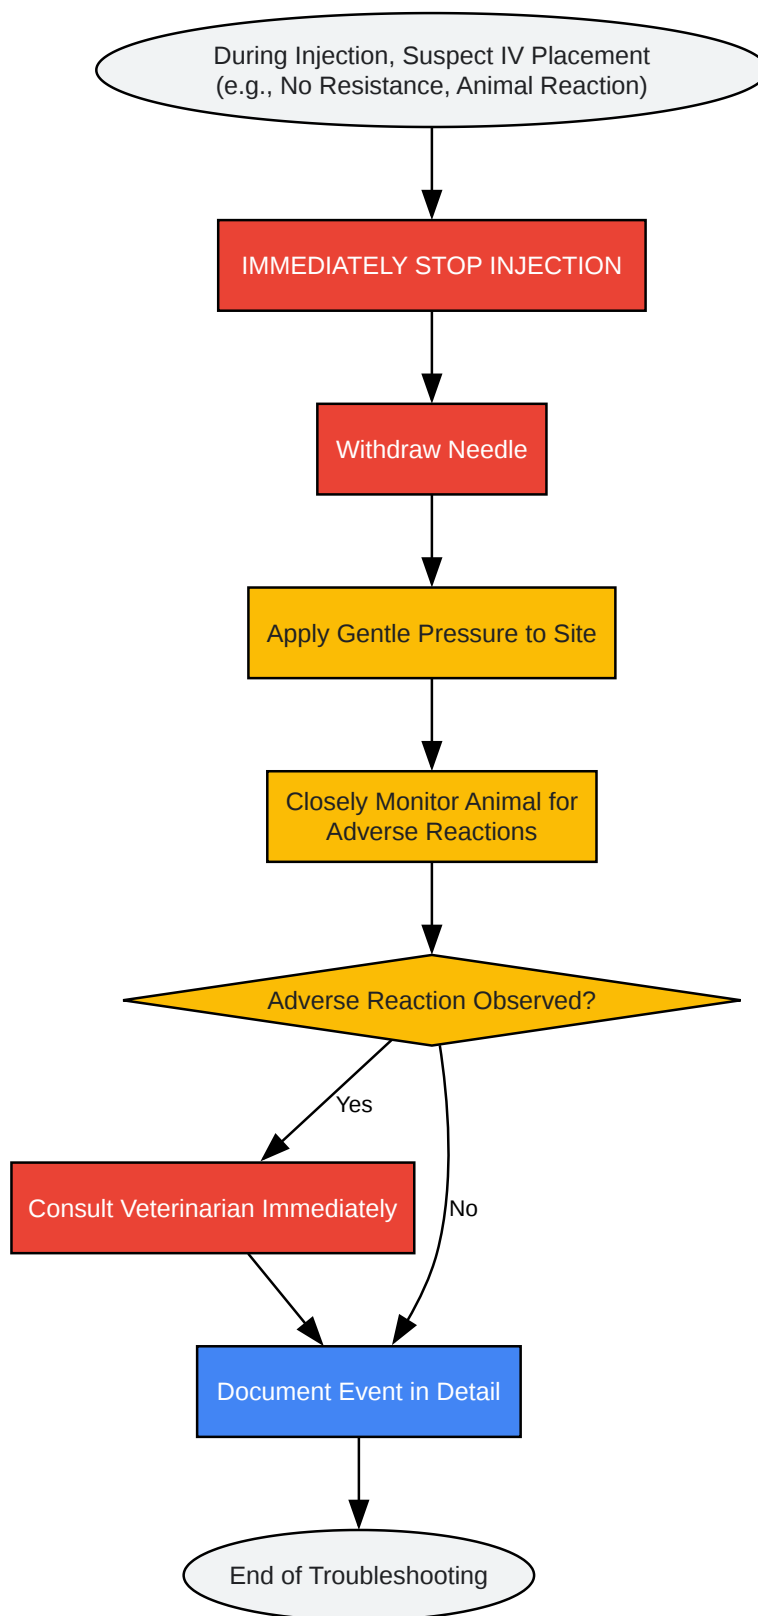 During Injection, Suspect IV Placement
(e.g., No Resistance, Animal Reaction)
IMMEDIATELY STOP INJECTION
Withdraw Needle
Apply Gentle Pressure to Site
Closely Monitor Animal for
Adverse Reactions
Adverse Reaction Observed?
Yes
Consult Veterinarian Immediately
No
Document Event in Detail
End of Troubleshooting